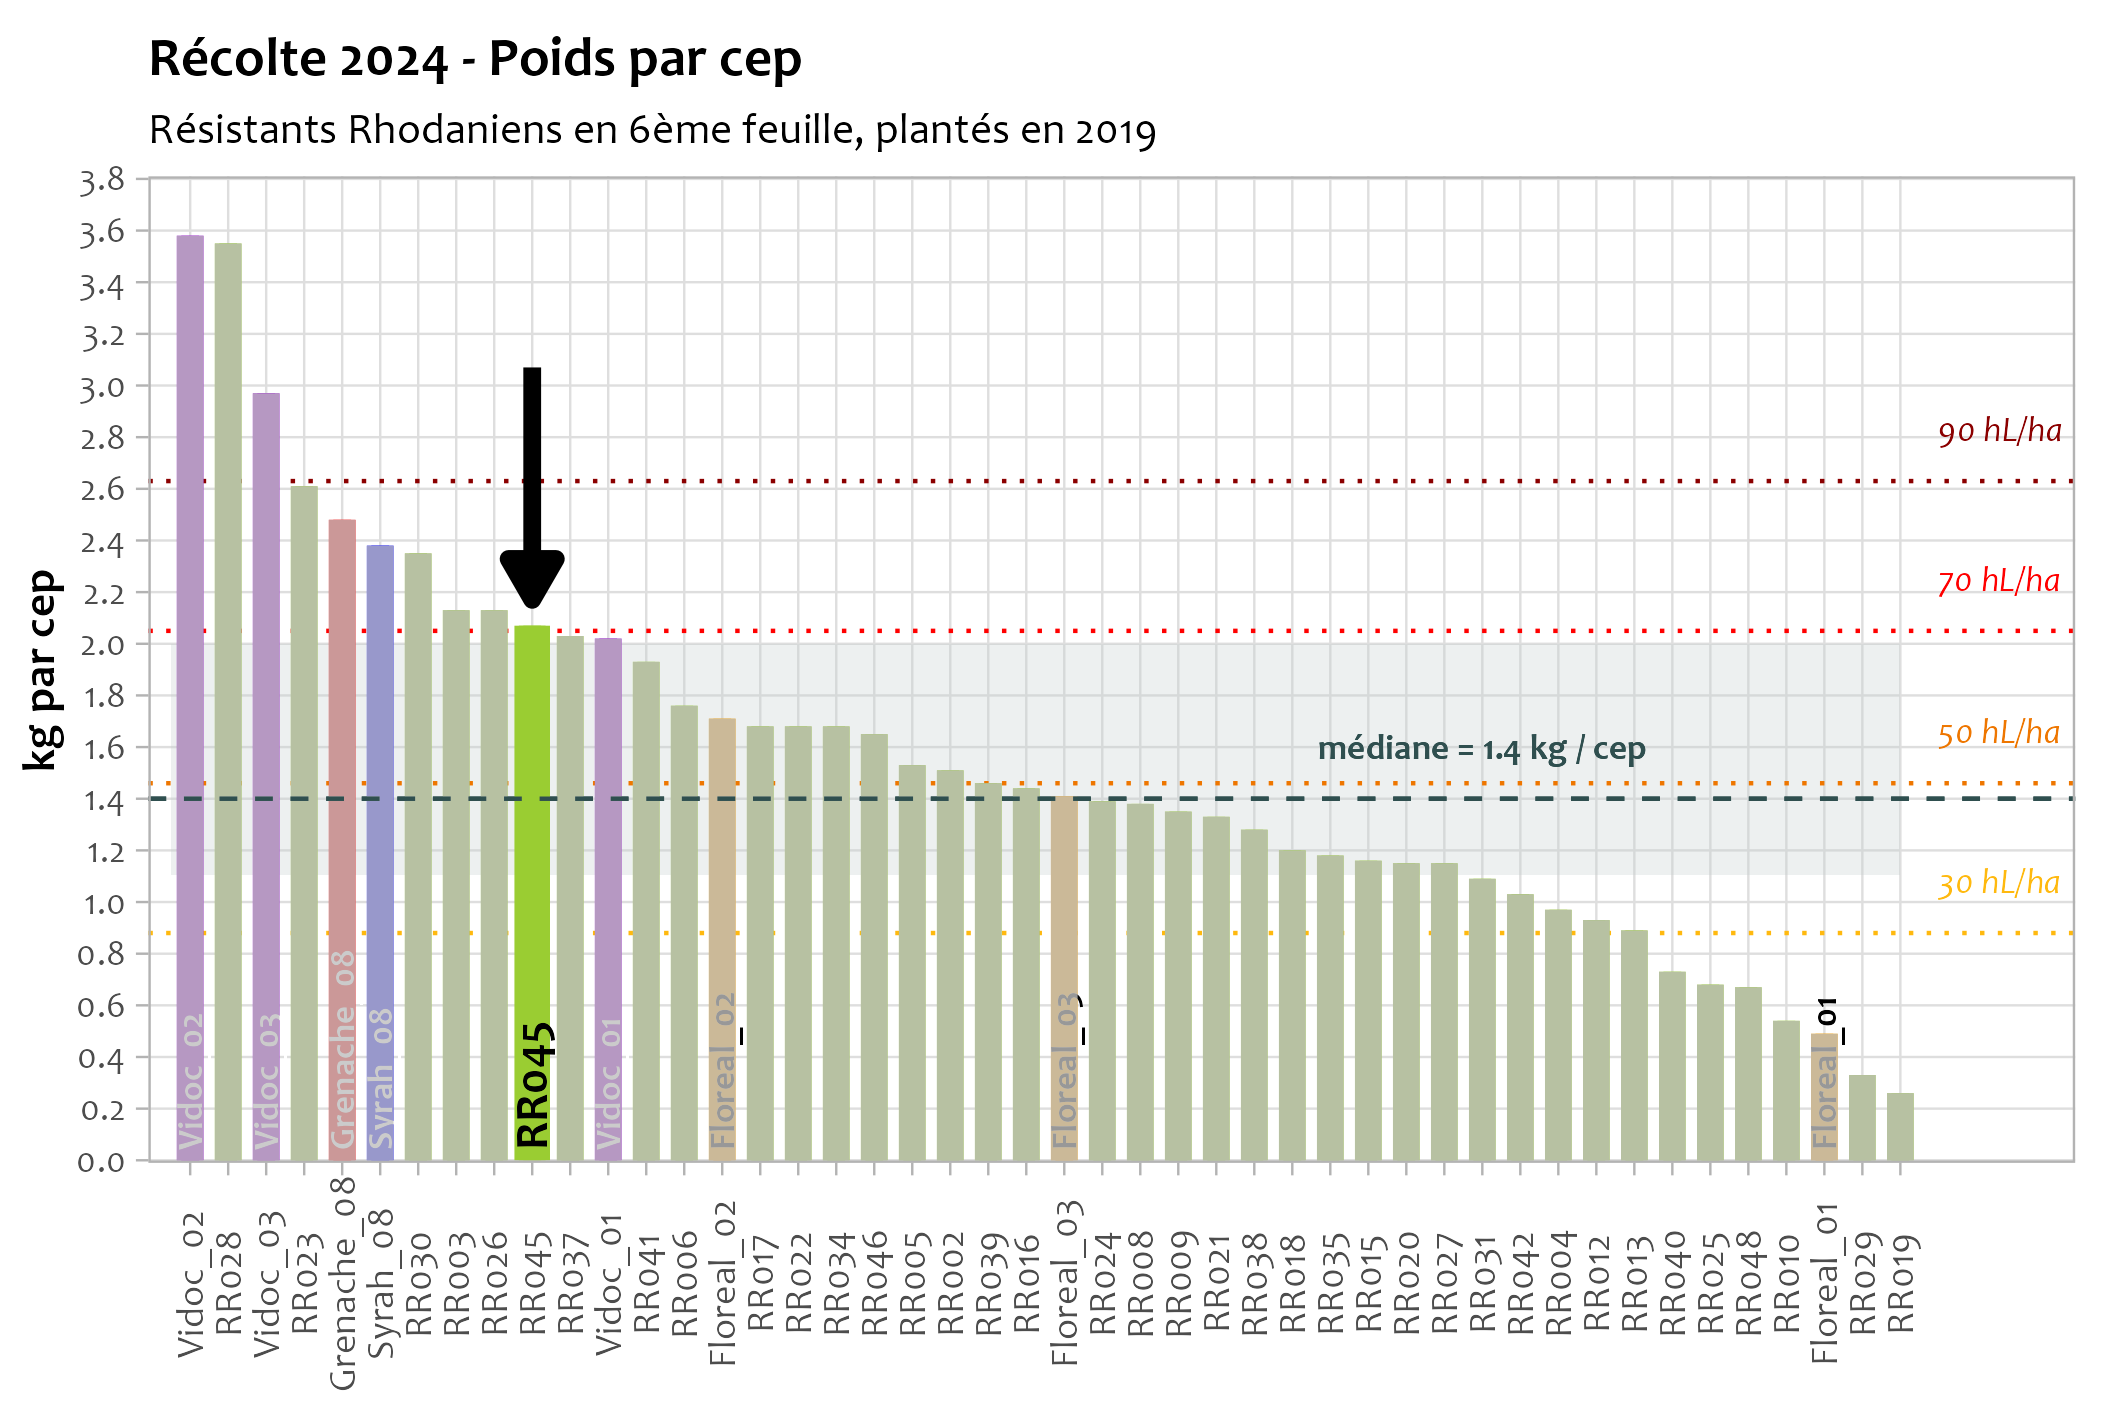 Récolte 2024 - Poids par cep
Résistants Rhodaniens en 6ème feuille, plantés en 2019
kg par cep
3.8
3.6
3.4
3.2
3.0
2.8
2.6
2.4
2.2
2.0
1.8
1.6
1.4
1.2
1.0
0.8
0.6
0.4
0.2
0.0
90 hL/ha
70 hL/ha
50 hL/ha
30 hL/ha
médiane = 1.4 kg / cep
Vidoc_02
Vidoc_03
Grenache_08
Syrah_08
RR045
Vidoc_01
Floreal_02
Floreal_03
Floreal_01
Vidoc_02
RR028
Vidoc_03
RR023
Grenache_08
Syrah_08
RR030
RR003
RR026
RR045
RR037
Vidoc_01
RR041
RR006
Floreal_02
RR017
RR022
RR034
RR046
RR005
RR002
RR039
RR016
Floreal_03
RR024
RR008
RR009
RR021
RR038
RR018
RR035
RR015
RR020
RR027
RR031
RR042
RR004
RR012
RR013
RR040
RR025
RR048
RR010
Floreal_01
RR029
RR019